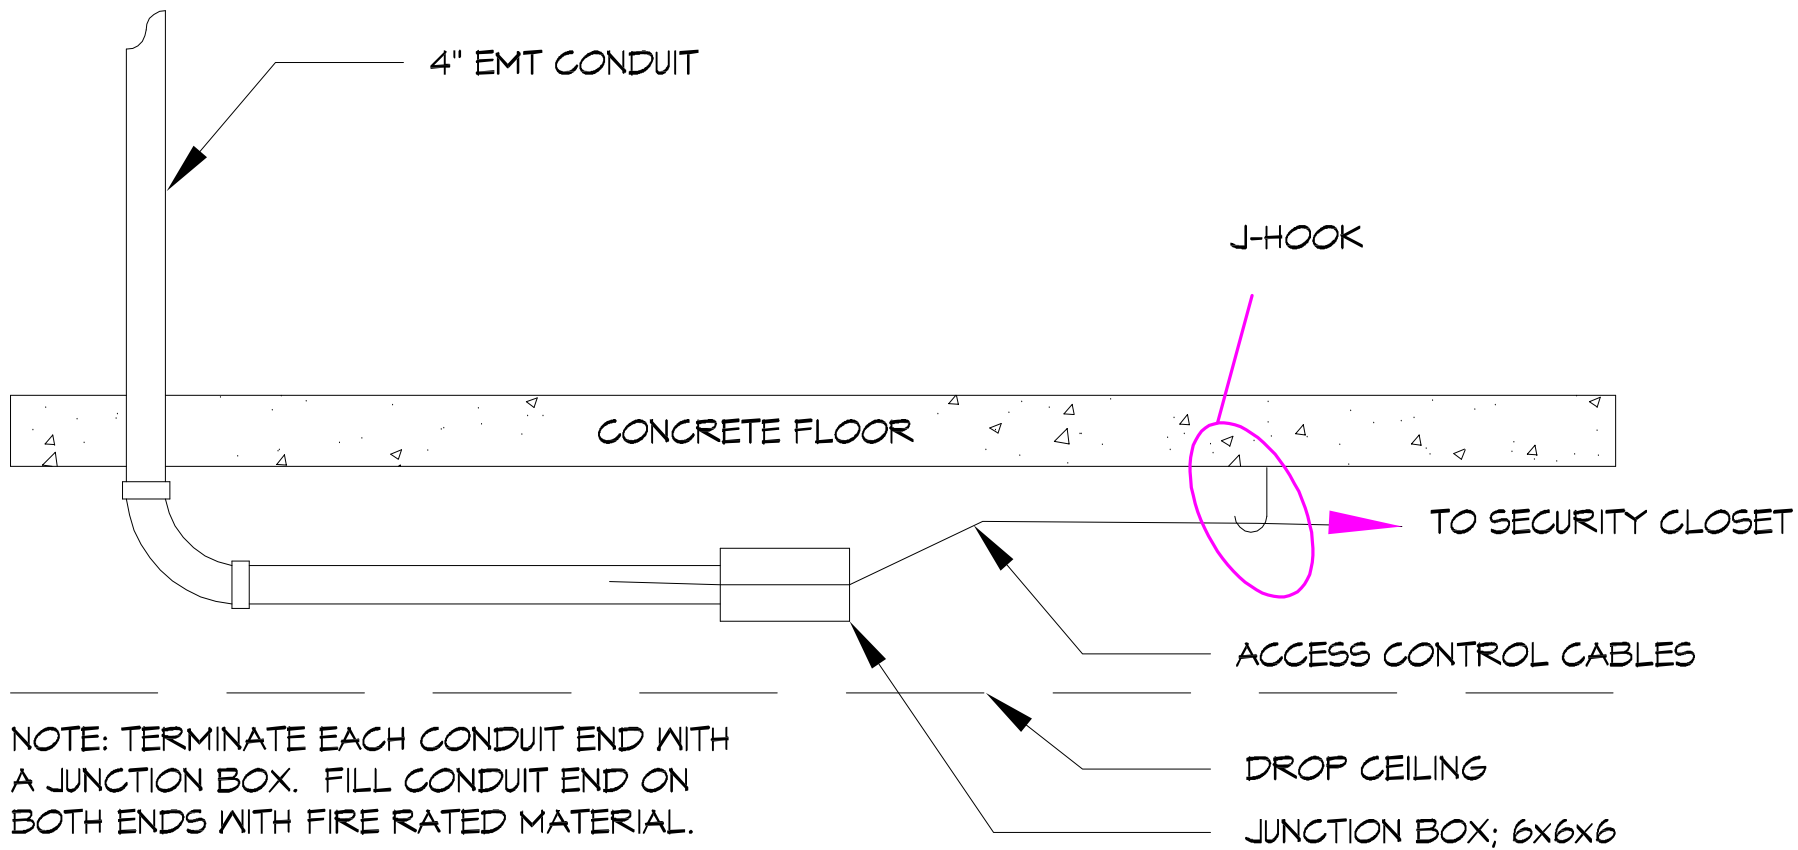 4" EMT CONDUIT
J-HOOK
CONCRETE FLOOR
TO SECURITY CLOSET
ACCESS CONTROL CABLES
NOTE: TERMINATE EACH CONDUIT END WITH
A JUNCTION BOX. FILL CONDUIT END ON
BOTH ENDS WITH FIRE RATED MATERIAL.
DROP CEILING
JUNCTION BOX; 6x6x6